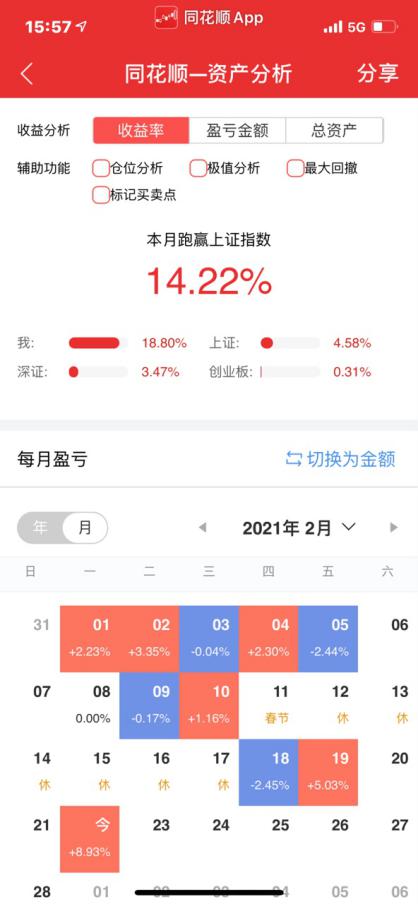 15:57 同花顺App 5G
同花顺—资产分析 分享
收益分析 收益率 盈亏金额 总资产
辅助功能 仓位分析 极值分析 最大回撤
标记买卖点
本月跑赢上证指数
14.22%
我: 18.80% 上证: 4.58%
深证: 3.47% 创业板: 0.31%
每月盈亏 切换为金额
年 月 2021年 2月
日 一 二 三 四 五 六
31 01 02 03 04 05 06
+2.23% +3.35% -0.04% +2.30% -2.44%
07 08 09 10 11 12 13
0.00% -0.17% +1.16% 春节 休 休
14 15 16 17 18 19 20
休 休 休 休 -2.45% +5.03%
21 今 23 24 25 26 27
+8.93%
28 01 02 03 04 05 06